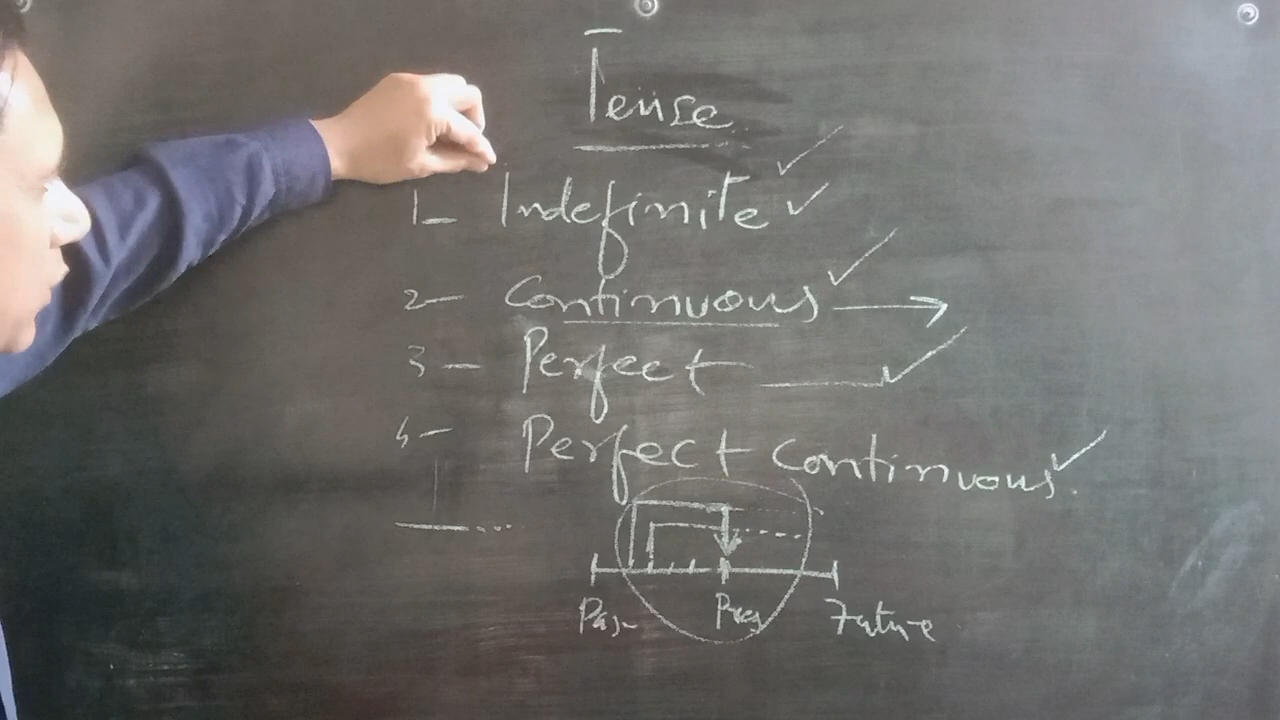 Tense
1- Indefinite
2- Continuous
3- Perfect
4- Perfect Continuous
Pas Pres Future